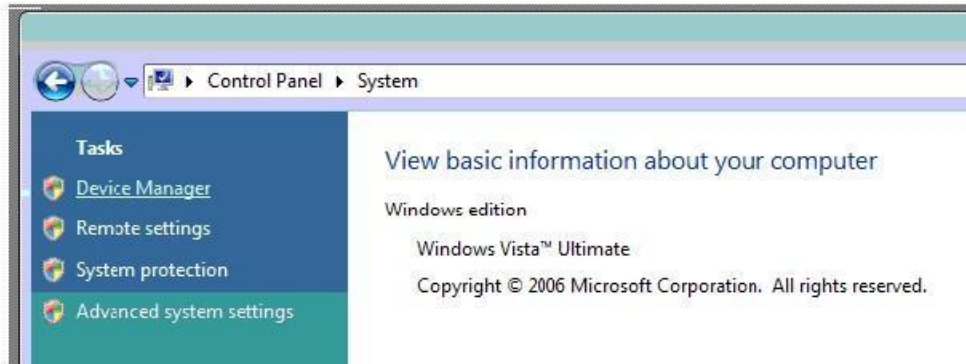 Control Panel ▸ System
Tasks
Device Manager
Remote settings
System protection
Advanced system settings
View basic information about your computer
Windows edition
Windows Vista™ Ultimate
Copyright © 2006 Microsoft Corporation. All rights reserved.